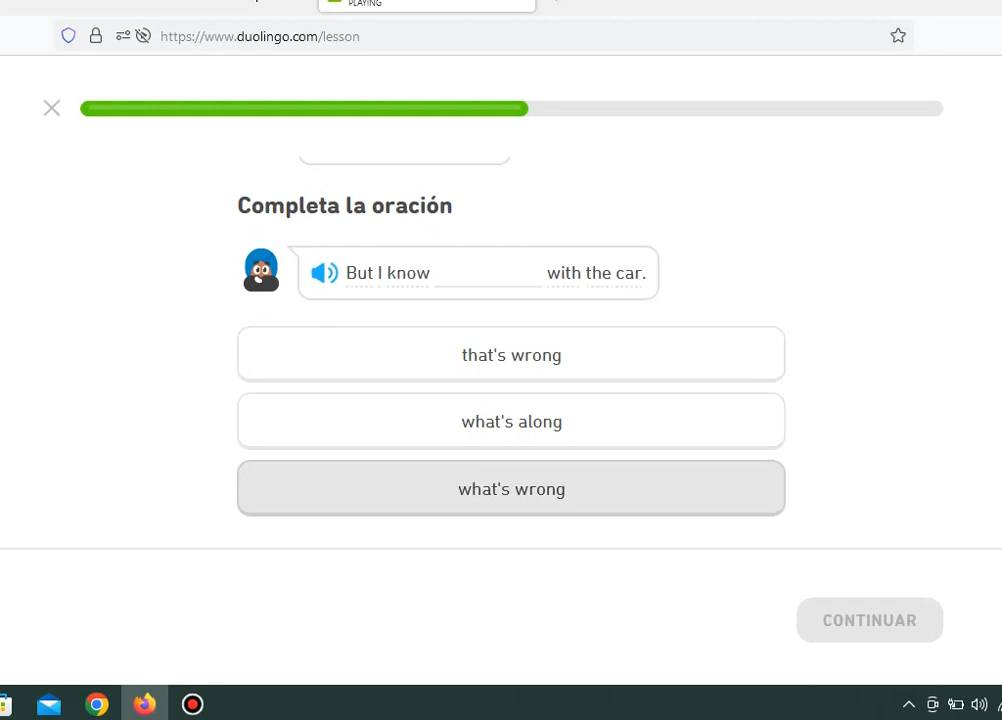 PLAYING
https://www.duolingo.com/lesson
Completa la oración
But I know with the car.
that's wrong
what's along
what's wrong
CONTINUAR